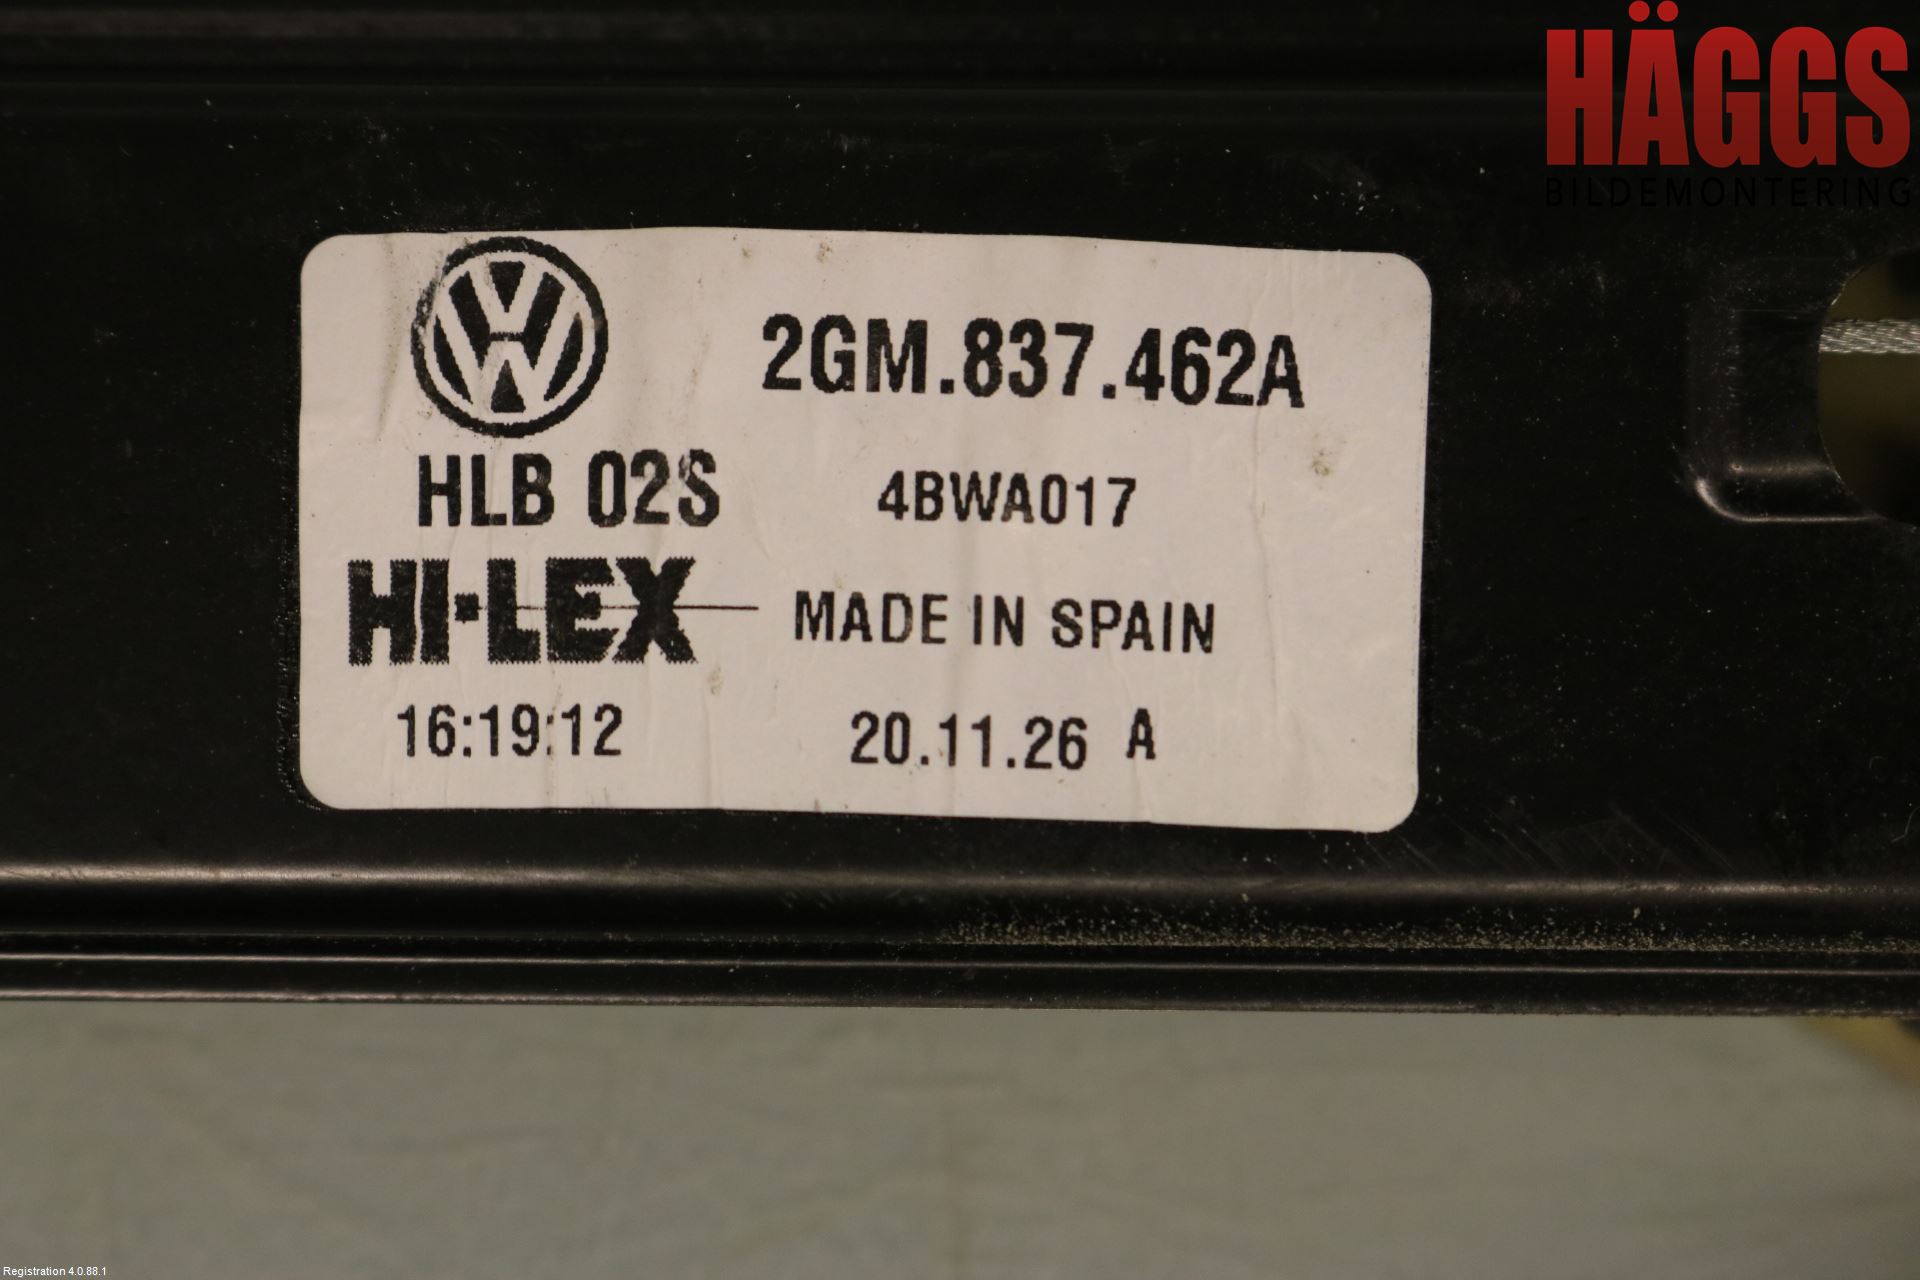 HÄGGS
BILDEMONTERING
2GM.837.462A
HLB 02S 4BWA017
HI-LEX MADE IN SPAIN
16:19:12 20.11.26 A
Registration 4.0.88.1